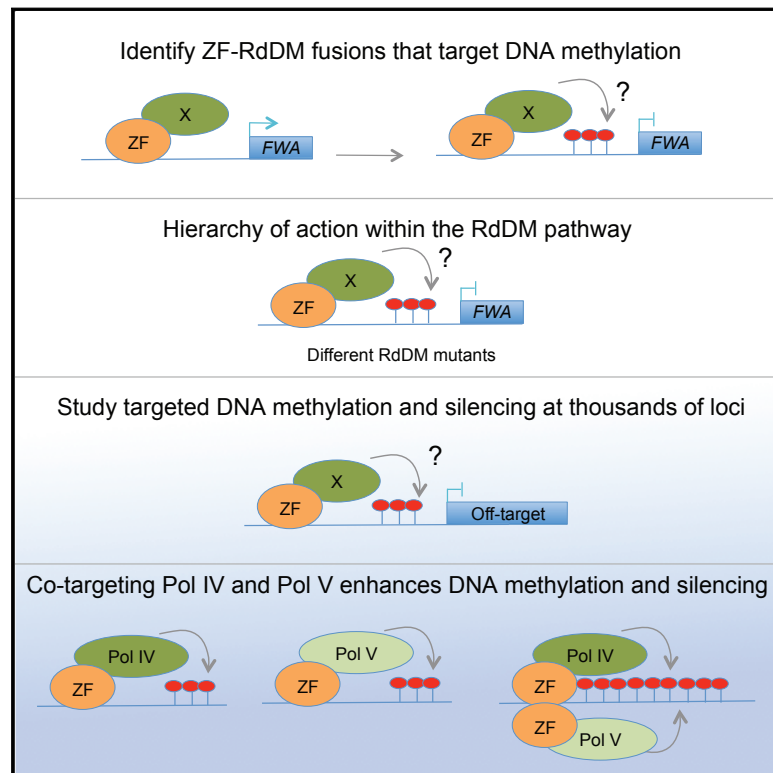 Identify ZF-RdDM fusions that target DNA methylation
X
ZF
FWA
X
?
ZF
FWA
Hierarchy of action within the RdDM pathway
X
?
ZF
FWA
Different RdDM mutants
Study targeted DNA methylation and silencing at thousands of loci
X
?
ZF
Off-target
Co-targeting Pol IV and Pol V enhances DNA methylation and silencing
Pol IV
ZF
Pol V
ZF
Pol IV
ZF
ZF
Pol V